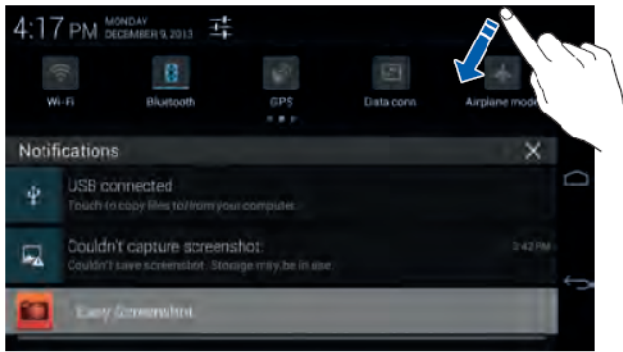 4:17 PM MONDAY
DECEMBER 9, 2013
Wi-Fi Bluetooth GPS Data conn. Airplane mode
Notifications
USB connected
Touch to copy files to/from your computer.
Couldn't capture screenshot. 3:42 PM
Couldn't save screenshot. Storage may be in use.
Easy Screenshot